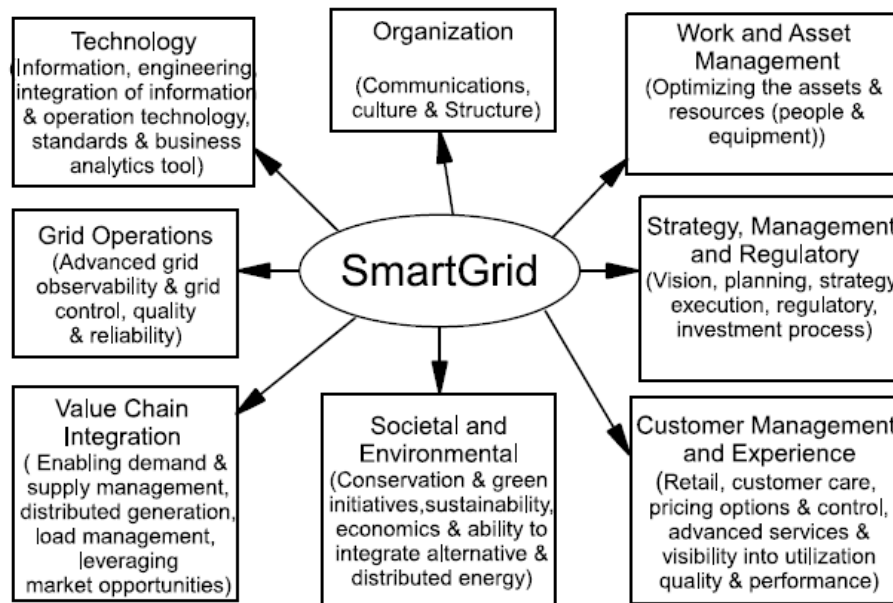 Technology
(Information, engineering,
integration of information
& operation technology,
standards & business
analytics tool)
Organization
(Communications,
culture & Structure)
Work and Asset
Management
(Optimizing the assets &
resources (people &
equipment))
Grid Operations
(Advanced grid
observability & grid
control, quality
& reliability)
SmartGrid
Strategy, Management
and Regulatory
(Vision, planning, strategy
execution, regulatory,
investment process)
Value Chain
Integration
( Enabling demand &
supply management,
distributed generation,
load management,
leveraging
market opportunities)
Societal and
Environmental
(Conservation & green
initiatives,sustainability,
economics & ability to
integrate alternative &
distributed energy)
Customer Management
and Experience
(Retail, customer care,
pricing options & control,
advanced services &
visibility into utilization
quality & performance)